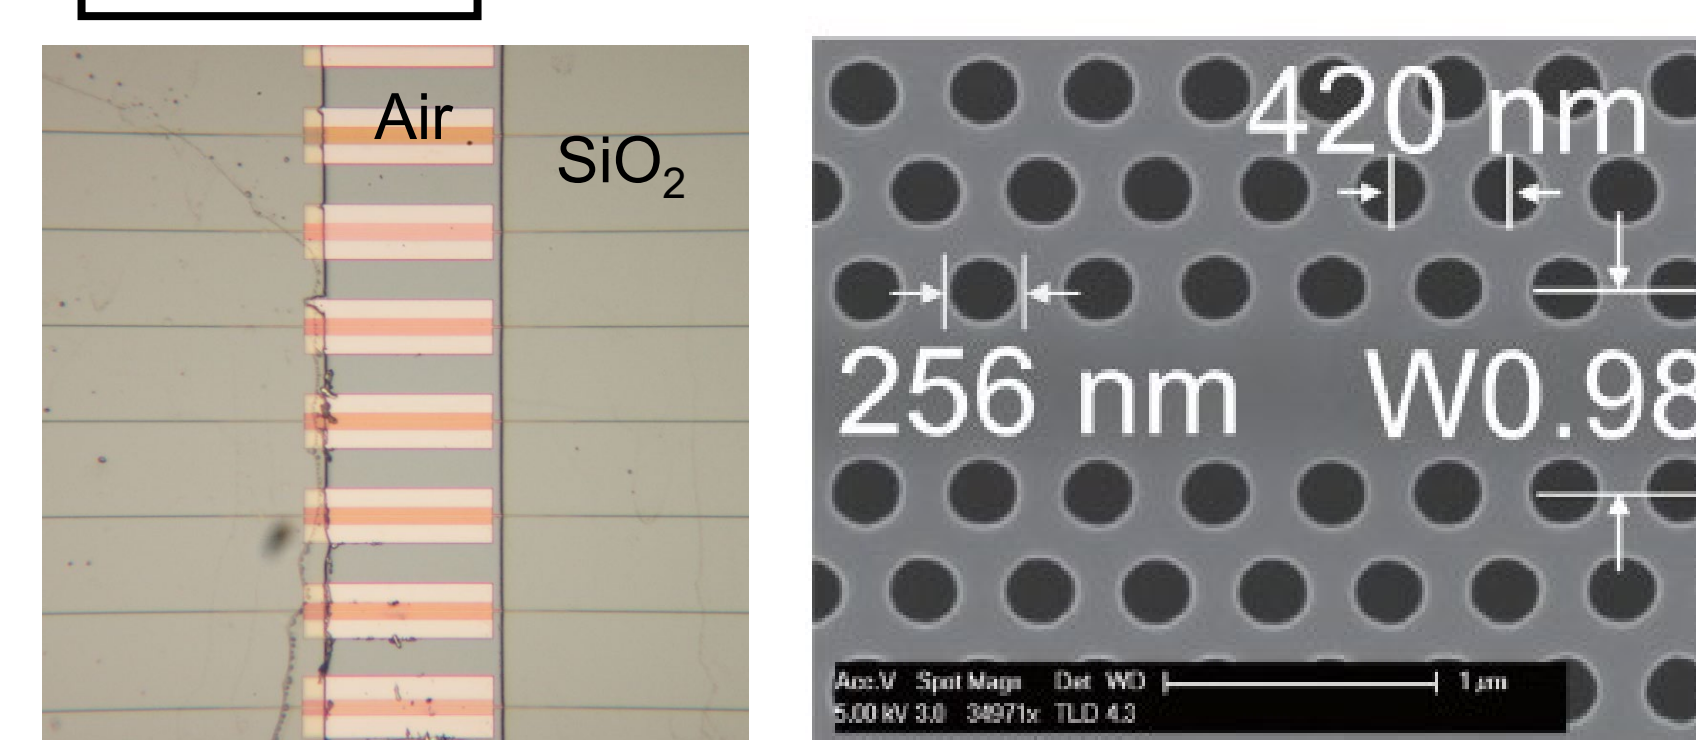 Air
SiO₂
420 nm
256 nm
W0.98
Acc.V Spot Magn Det WD 1 µm
5.00 kV 3.0 34971x TLD 4.3